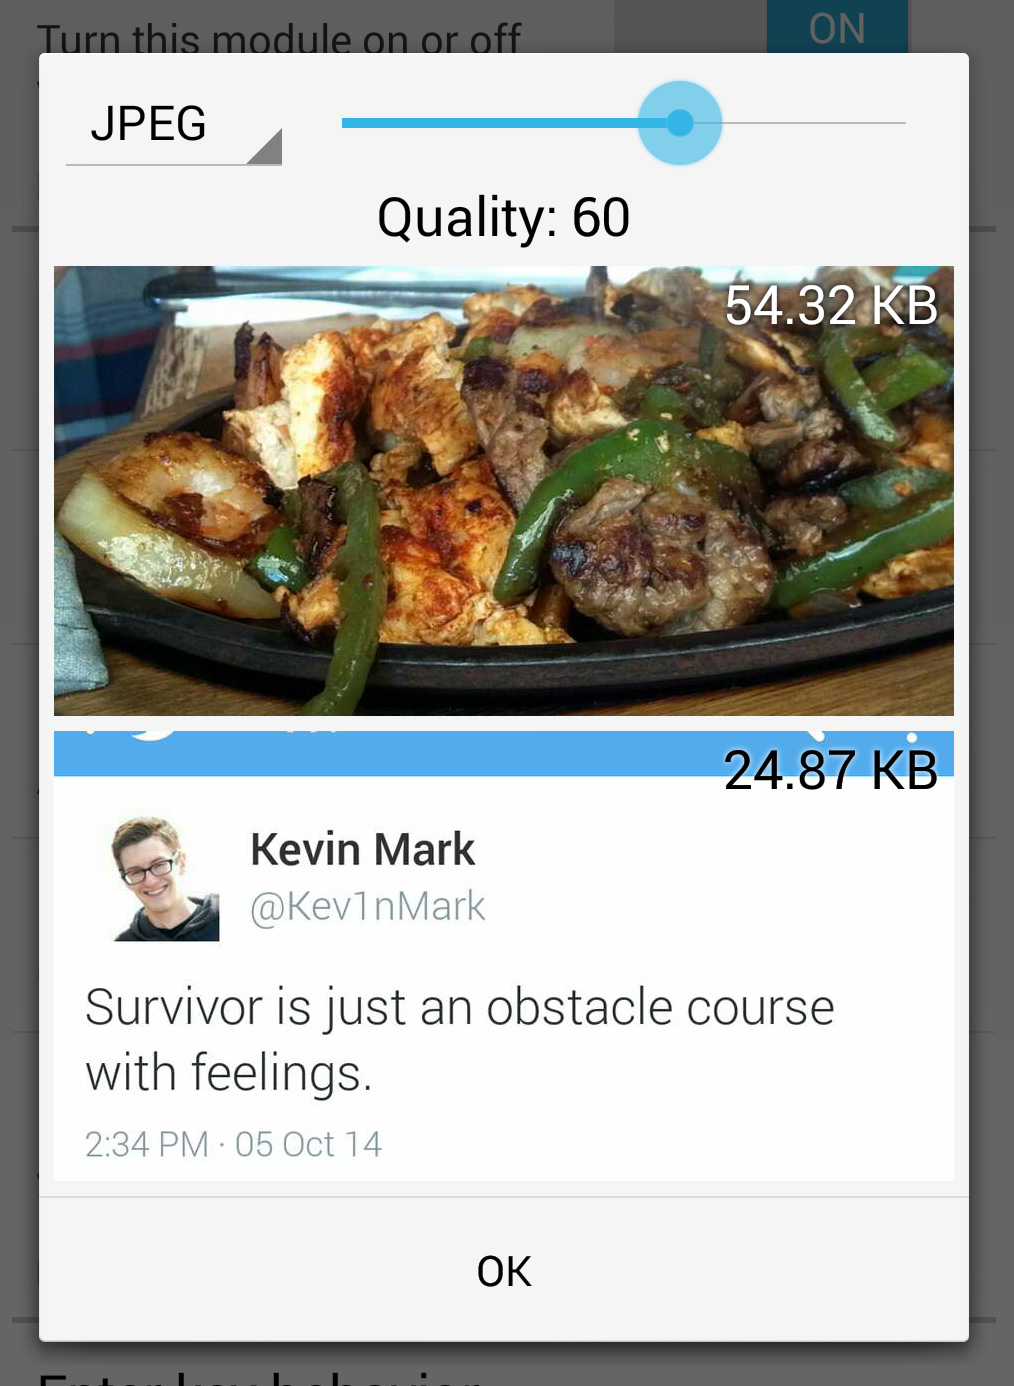 Turn this module on or off
ON
JPEG
Quality: 60
54.32 KB
24.87 KB
Kevin Mark
@Kev1nMark
Survivor is just an obstacle course
with feelings.
2:34 PM · 05 Oct 14
OK
Enter key behavior